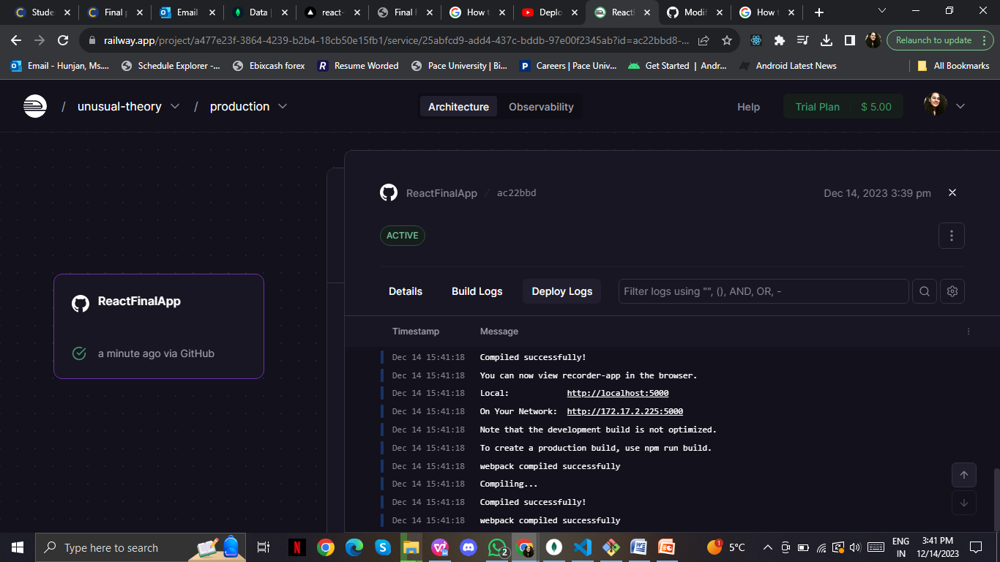 Stude
Final p
Email
Data |
react-
Final F
How t
Deplo
ReactF
Modif
How t
railway.app/project/a477e23f-3864-4239-b2b4-18cb50e15fb1/service/25abfcd9-add4-437c-bddb-97e00f2345ab?id=ac22bbd8-...
Relaunch to update
Email - Hunjan, Ms....
Schedule Explorer -...
Ebixcash forex
Resume Worded
Pace University | Bi...
Careers | Pace Univ...
Get Started | Andr...
Android Latest News
All Bookmarks
/ unusual-theory / production
Architecture
Observability
Help
Trial Plan $ 5.00
ReactFinalApp / ac22bbd
Dec 14, 2023 3:39 pm
ACTIVE
ReactFinalApp
a minute ago via GitHub
Details
Build Logs
Deploy Logs
Filter logs using "", (), AND, OR, -
Timestamp Message
Dec 14 15:41:18 Compiled successfully!
Dec 14 15:41:18 You can now view recorder-app in the browser.
Dec 14 15:41:18 Local: http://localhost:5000
Dec 14 15:41:18 On Your Network: http://172.17.2.225:5000
Dec 14 15:41:18 Note that the development build is not optimized.
Dec 14 15:41:18 To create a production build, use npm run build.
Dec 14 15:41:18 webpack compiled successfully
Dec 14 15:41:18 Compiling...
Dec 14 15:41:18 Compiled successfully!
Dec 14 15:41:18 webpack compiled successfully
Type here to search
2
1
5°C
ENG
IN
3:41 PM
12/14/2023